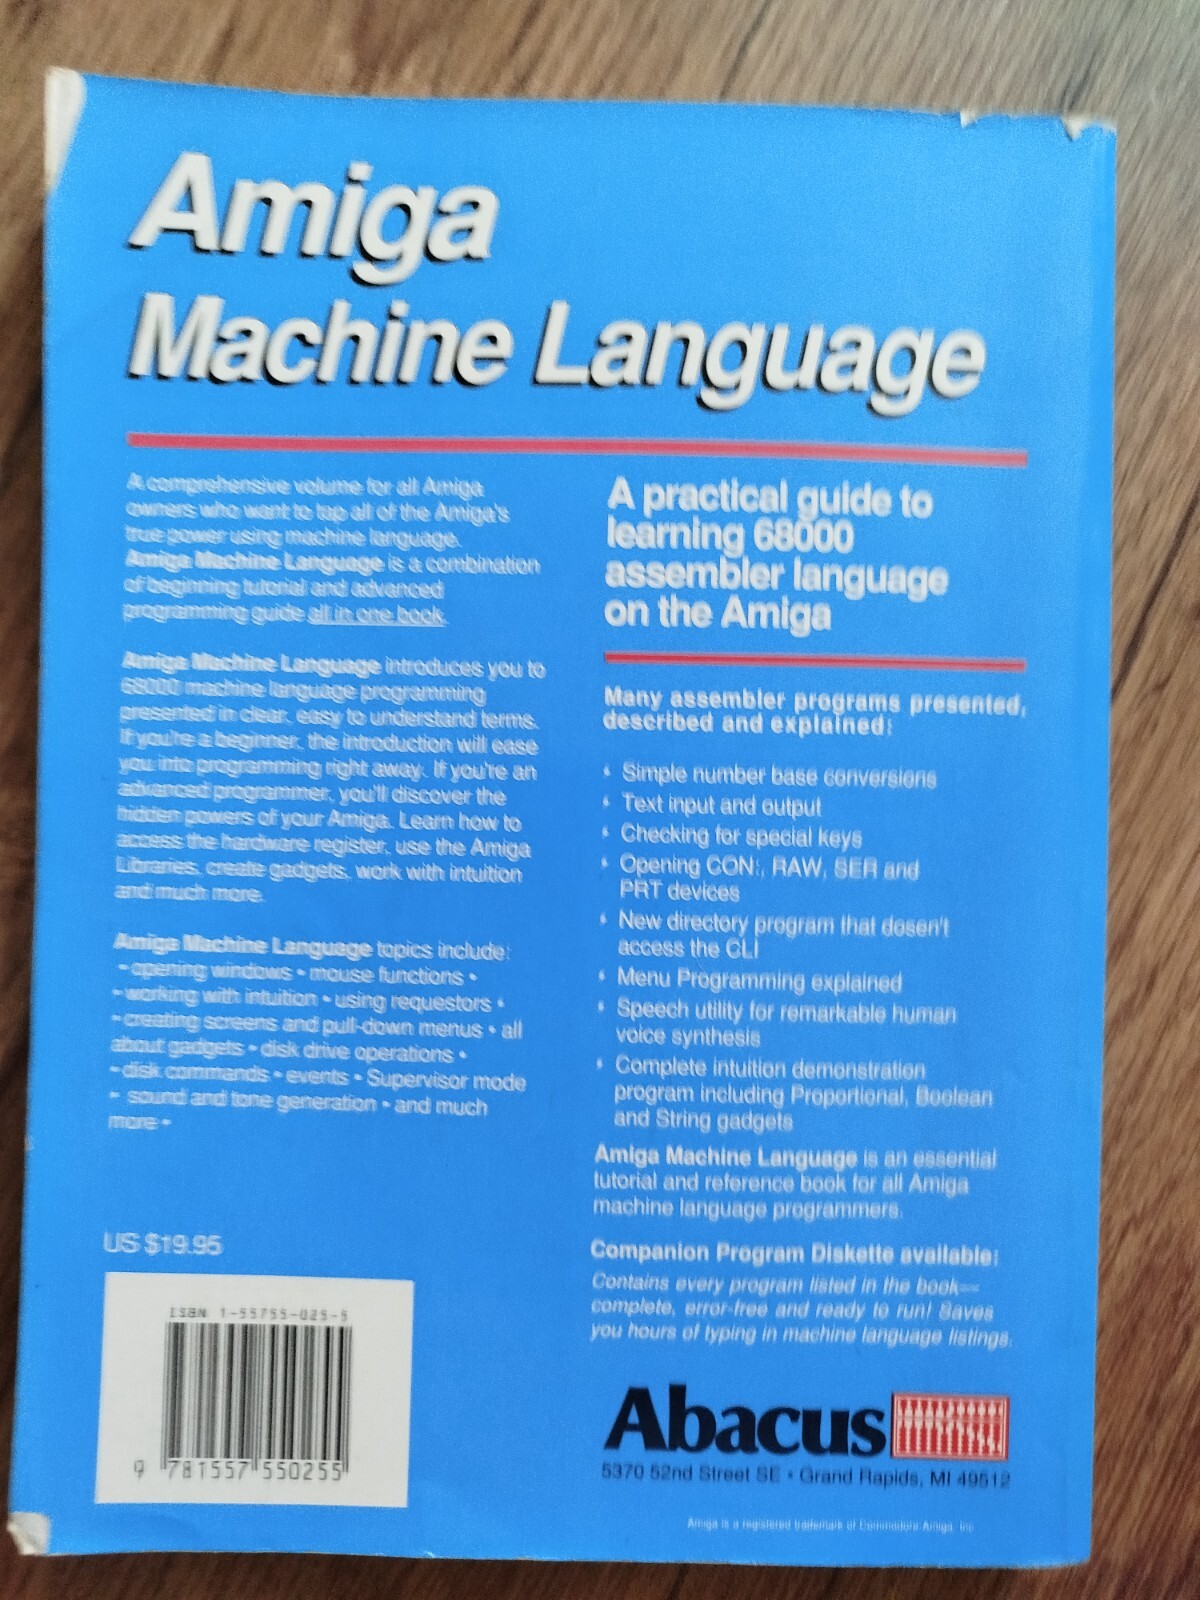 Amiga
Machine Language
A comprehensive volume for all Amiga
owners who want to tap all of the Amiga's
true power using machine language.
Amiga Machine Language is a combination
of beginning tutorial and advanced
programming guide all in one book.
Amiga Machine Language introduces you to
68000 machine language programming
presented in clear, easy to understand terms.
If you're a beginner, the introduction will ease
you into programming right away. If you're an
advanced programmer, you'll discover the
hidden powers of your Amiga. Learn how to
access the hardware register, use the Amiga
Libraries, create gadgets, work with intuition
and much more.
Amiga Machine Language topics include:
• opening windows • mouse functions •
• working with intuition • using requestors •
• creating screens and pull-down menus • all
about gadgets • disk drive operations •
• disk commands • events • Supervisor mode
• sound and tone generation • and much
more •
US $19.95
ISBN 1-55755-025-5
9 781557 550255
A practical guide to
learning 68000
assembler language
on the Amiga
Many assembler programs presented,
described and explained:
• Simple number base conversions
• Text input and output
• Checking for special keys
• Opening CON:, RAW, SER and
PRT devices
• New directory program that dosen't
access the CLI
• Menu Programming explained
• Speech utility for remarkable human
voice synthesis
• Complete intuition demonstration
program including Proportional, Boolean
and String gadgets
Amiga Machine Language is an essential
tutorial and reference book for all Amiga
machine language programmers.
Companion Program Diskette available:
Contains every program listed in the book—
complete, error-free and ready to run! Saves
you hours of typing in machine language listings.
Abacus
5370 52nd Street SE • Grand Rapids, MI 49512
Amiga is a registered trademark of Commodore-Amiga, Inc